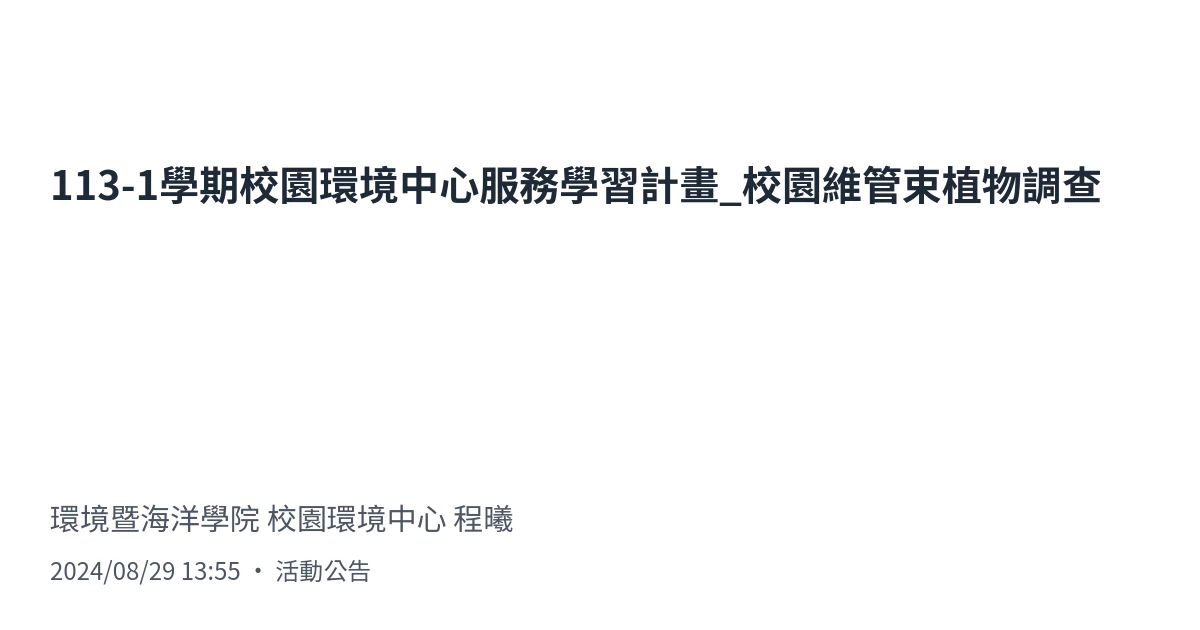 113-1學期校園環境中心服務學習計畫_校園維管束植物調查
環境暨海洋學院 校園環境中心 程曦
2024/08/29 13:55 • 活動公告